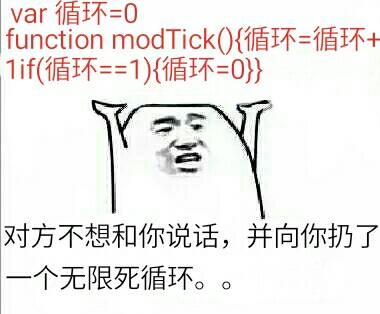 var 循环=0
function modTick(){循环=循环+
1if(循环==1){循环=0}}
对方不想和你说话，并向你扔了
一个无限死循环。。